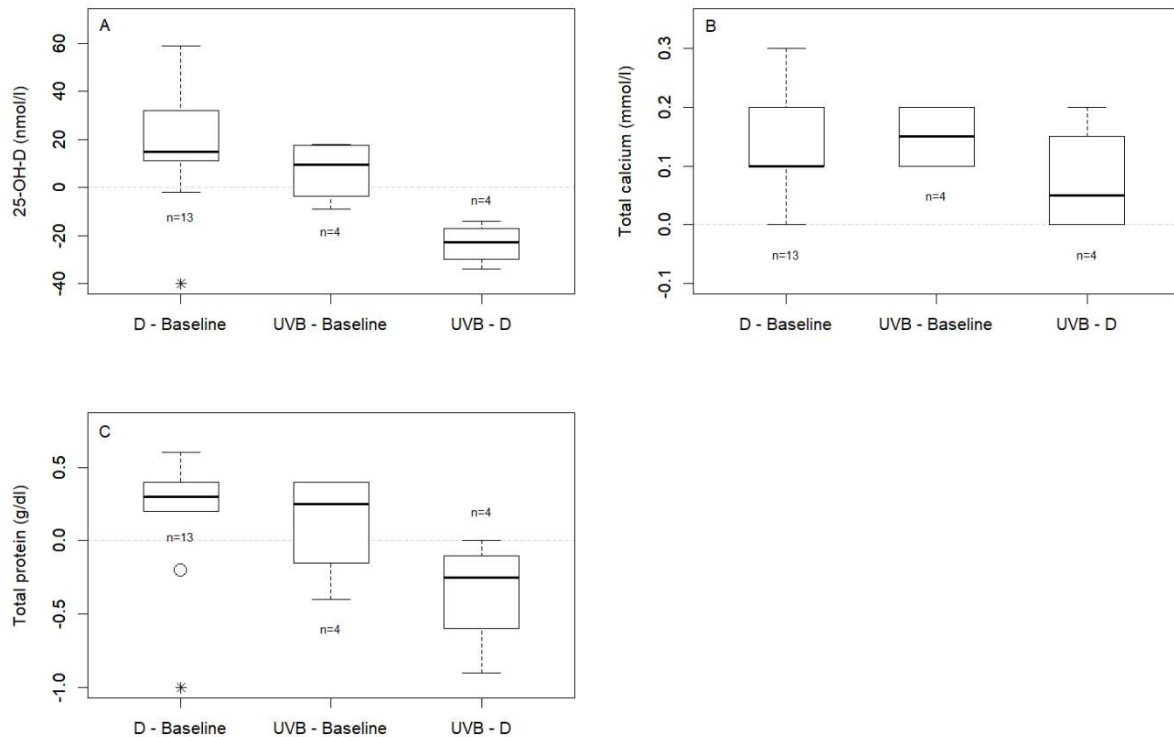 A
25-OH-D (nmol/l)
60
40
20
0
-20
-40
n=13
n=4
n=4
D - Baseline
UVB - Baseline
UVB - D
B
Total calcium (mmol/l)
0.3
0.2
0.1
0.0
-0.1
n=13
n=4
n=4
D - Baseline
UVB - Baseline
UVB - D
C
Total protein (g/dl)
0.5
0.0
-0.5
-1.0
n=13
n=4
n=4
D - Baseline
UVB - Baseline
UVB - D